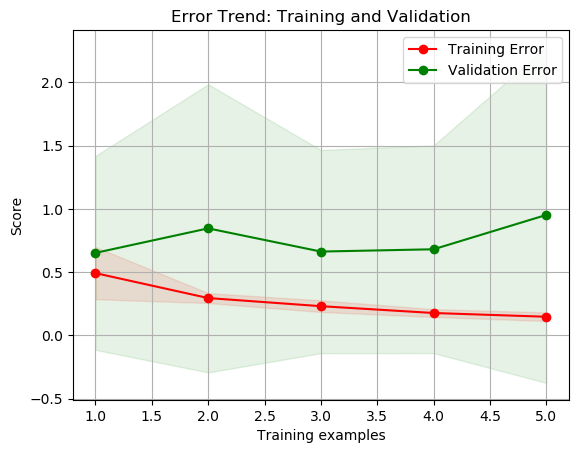 Error Trend: Training and Validation
Training Error
Validation Error
Score
2.0
1.5
1.0
0.5
0.0
−0.5
1.0 1.5 2.0 2.5 3.0 3.5 4.0 4.5 5.0
Training examples